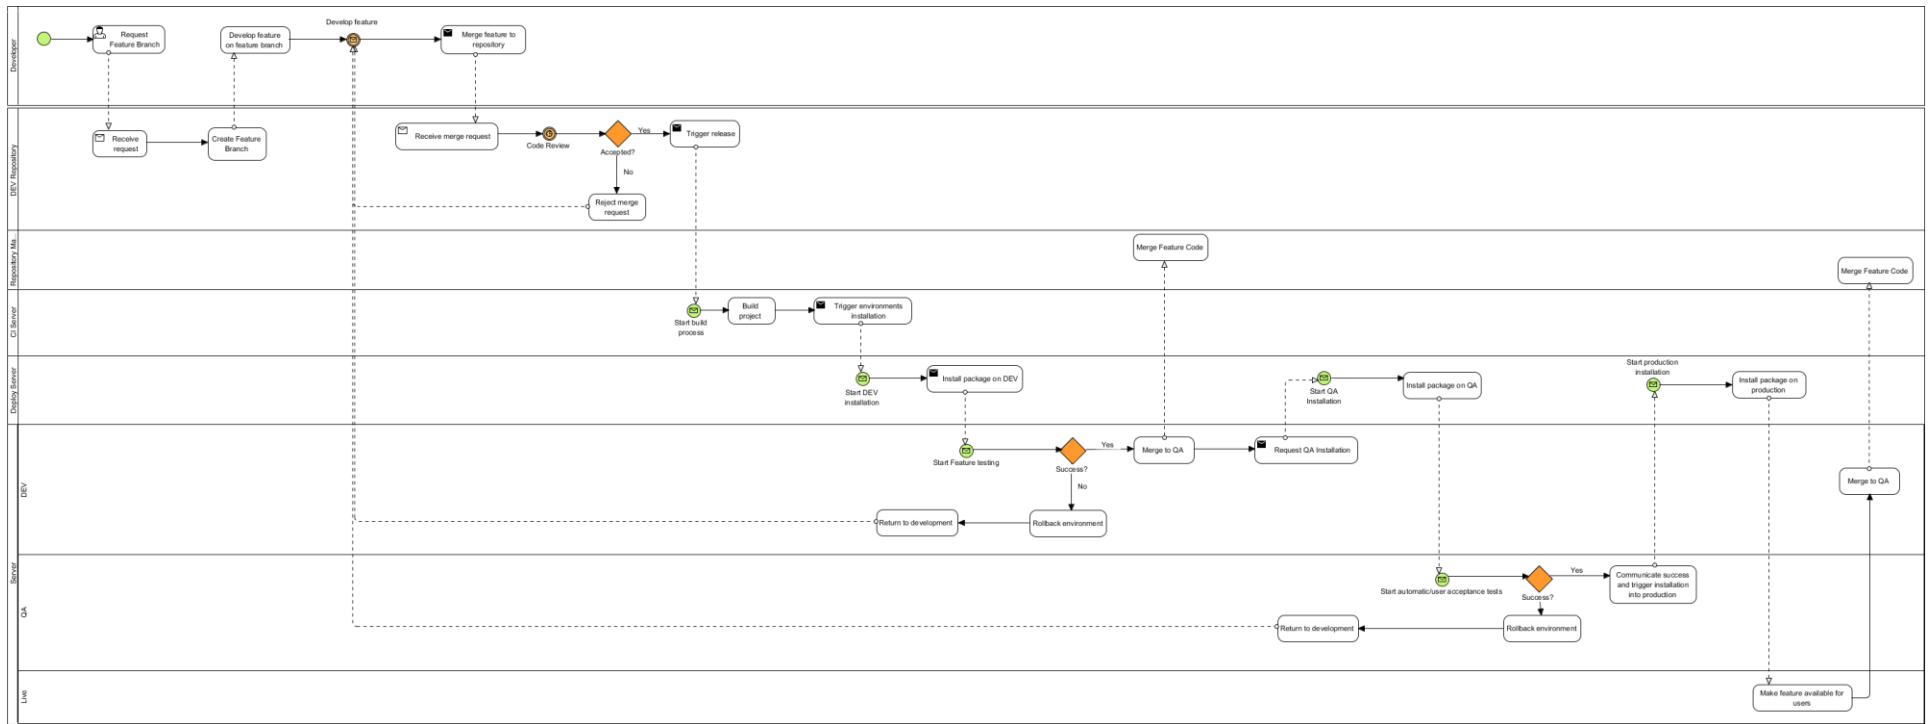 Developer
Request
Feature Branch
Develop feature
on feature branch
Develop feature
Merge feature to
repository
DEV Repository
Receive
request
Create Feature
Branch
Receive merge request
Code Review
Accepted?
Yes
No
Trigger release
Reject merge
request
Repository Ma...
Merge Feature Code
Merge Feature Code
CI Server
Start build
process
Build
project
Trigger environments
installation
Deploy Server
Start DEV
installation
Install package on DEV
Start QA
Installation
Install package on QA
Start production
installation
Install package on
production
Server
DEV
Start Feature testing
Success?
Yes
No
Merge to QA
Request QA Installation
Merge to QA
Return to development
Rollback environment
QA
Start automatic/user acceptance tests
Success?
Yes
Communicate success
and trigger installation
into production
Return to development
Rollback environment
Live
Make feature available for
users